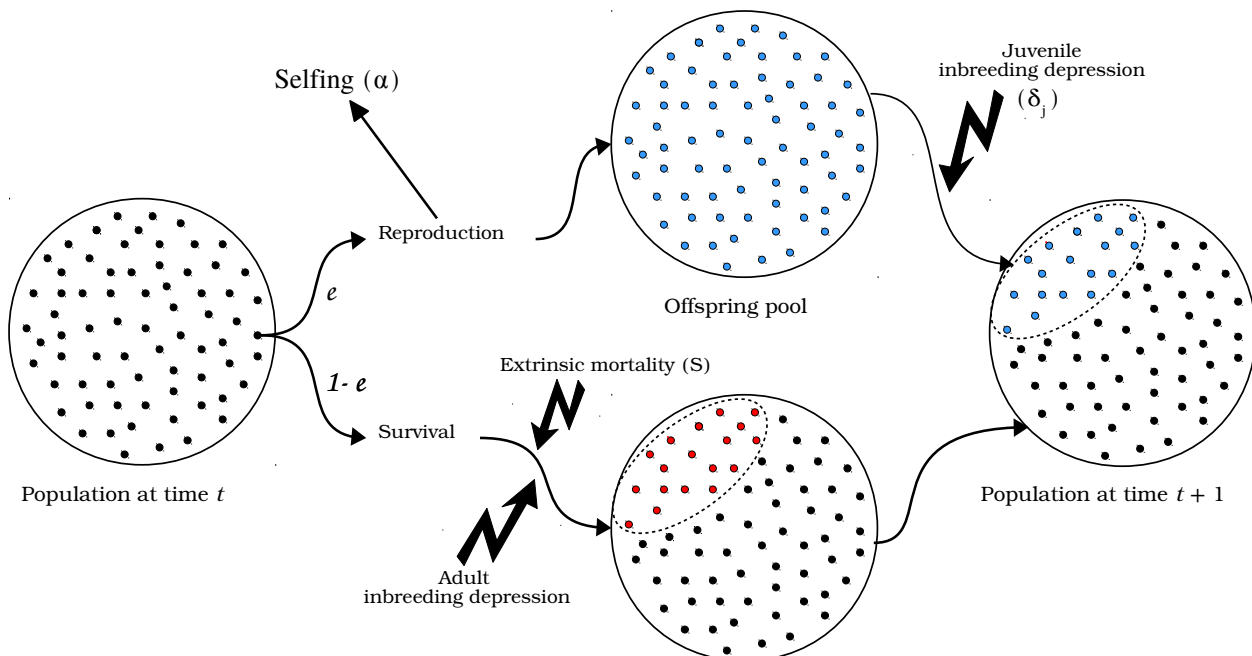 Selfing (α)
Reproduction
e
1- e
Survival
Population at time t
Offspring pool
Juvenile
inbreeding depression
(δj)
Extrinsic mortality (S)
Adult
inbreeding depression
Population at time t + 1